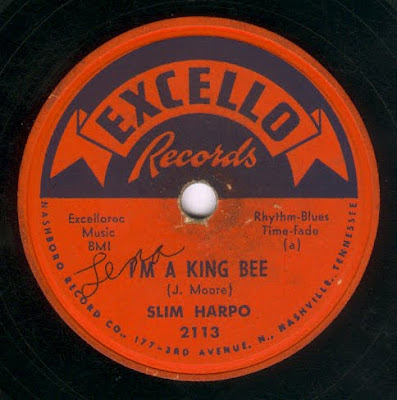 EXCELLO
Records
Excellorec
Music
BMI
Rhythm-Blues
Time-Fade
(a)
Lena
I'M A KING BEE
(J. Moore)
SLIM HARPO
2113
NASHBORO RECORD CO., 177-3RD AVENUE, N., NASHVILLE, TENNESSEE